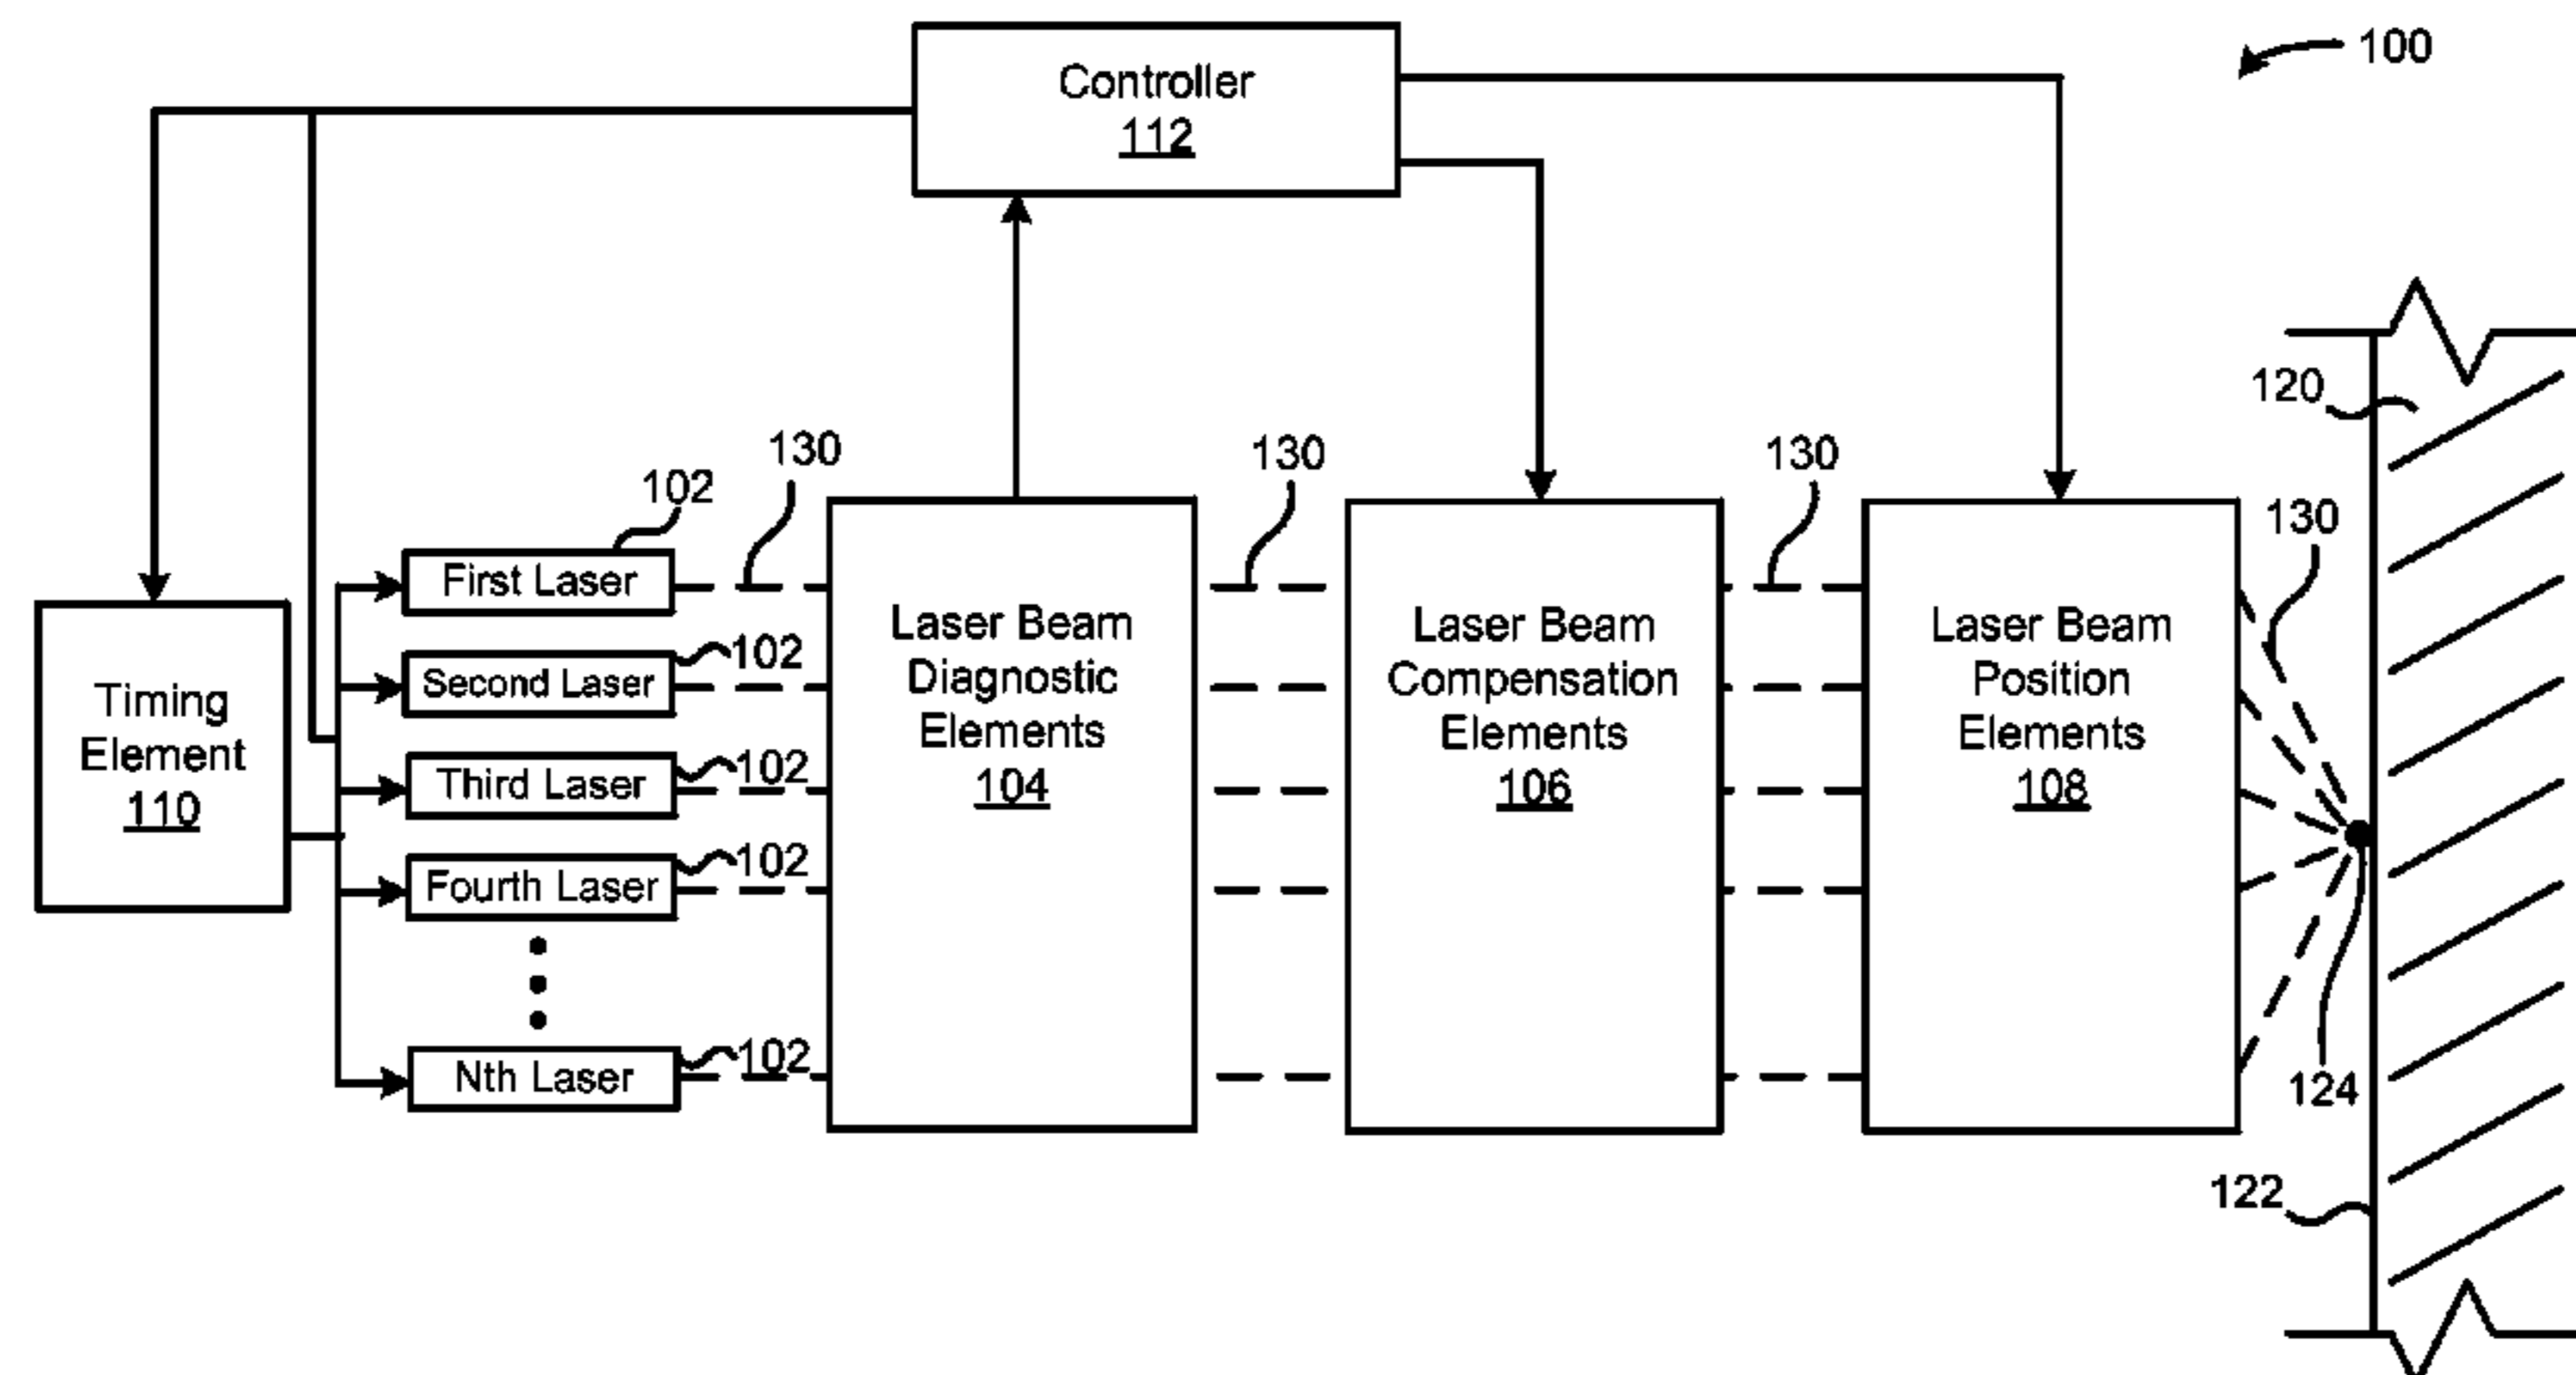 100
Controller
112
120
130
130
130
130
102
First Laser
102
Second Laser
102
Third Laser
102
Fourth Laser
102
Nth Laser
Timing
Element
110
Laser Beam
Diagnostic
Elements
104
Laser Beam
Compensation
Elements
106
Laser Beam
Position
Elements
108
124
122